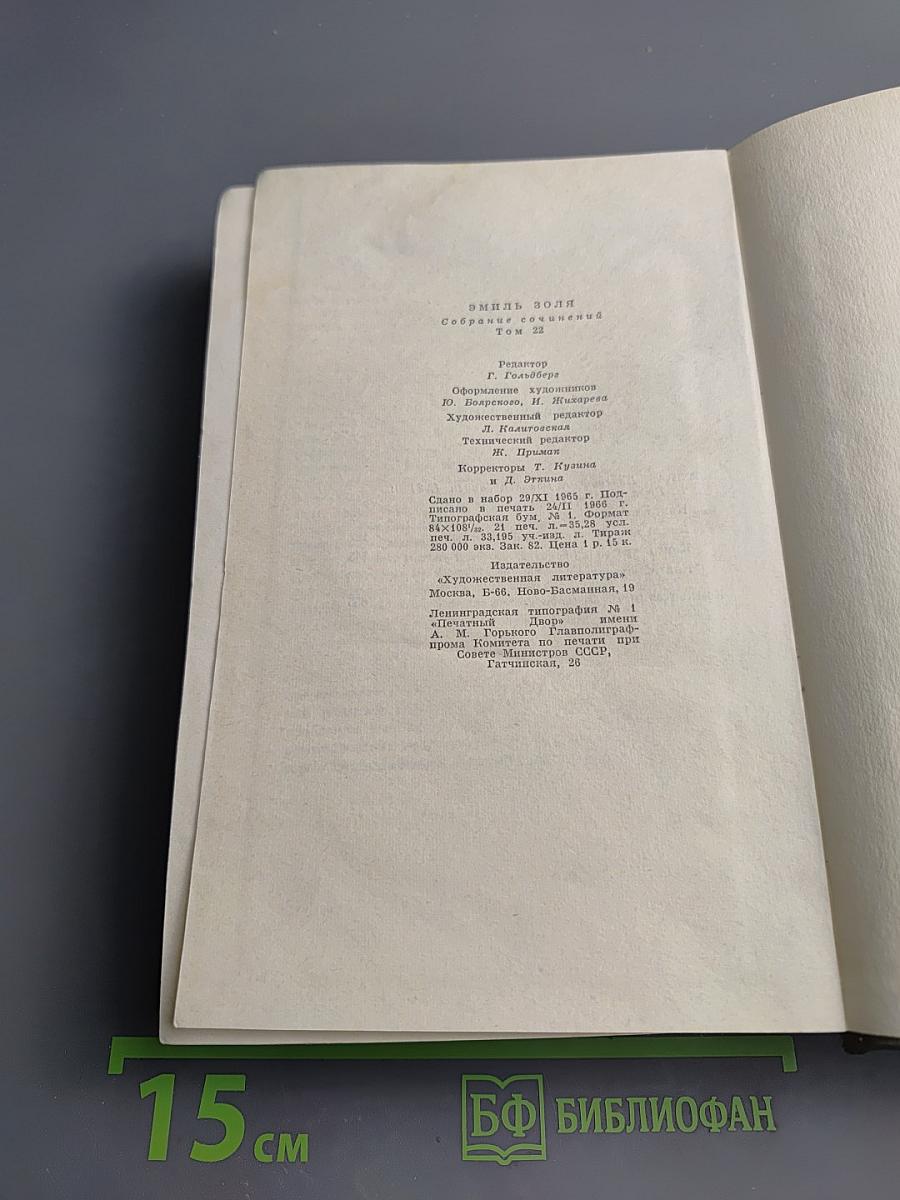 ЭМИЛЬ ЗОЛЯ
Собрание сочинений
Том 22
Редактор
Г. Гольдберг
Оформление художников
Ю. Боярского, И. Жихарева
Художественный редактор
Л. Калитовская
Технический редактор
Ж. Примак
Корректоры Т. Кузина
и Д. Эткина
Сдано в набор 29/XI 1965 г. Под-
писано в печать 24/II 1966 г.
Типографская бум. № 1. Формат
84×108¹/₃₂. 21 печ. л.=35,28 усл.
печ. л. 33,195 уч.-изд. л. Тираж
280 000 экз. Зак. 82. Цена 1 р. 15 к.
Издательство
«Художественная литература»
Москва, Б-66, Ново-Басманная, 19
Ленинградская типография № 1
«Печатный Двор» имени
А. М. Горького Главполиграф-
прома Комитета по печати при
Совете Министров СССР,
Гатчинская, 26
15 см
БФ БИБЛИОФАН